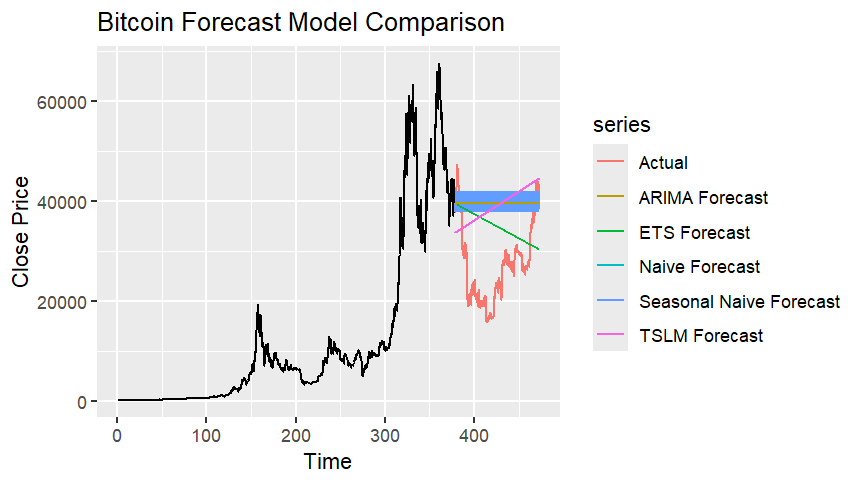 Bitcoin Forecast Model Comparison
Close Price
60000
40000
20000
0
0 100 200 300 400
Time
series
Actual
ARIMA Forecast
ETS Forecast
Naive Forecast
Seasonal Naive Forecast
TSLM Forecast